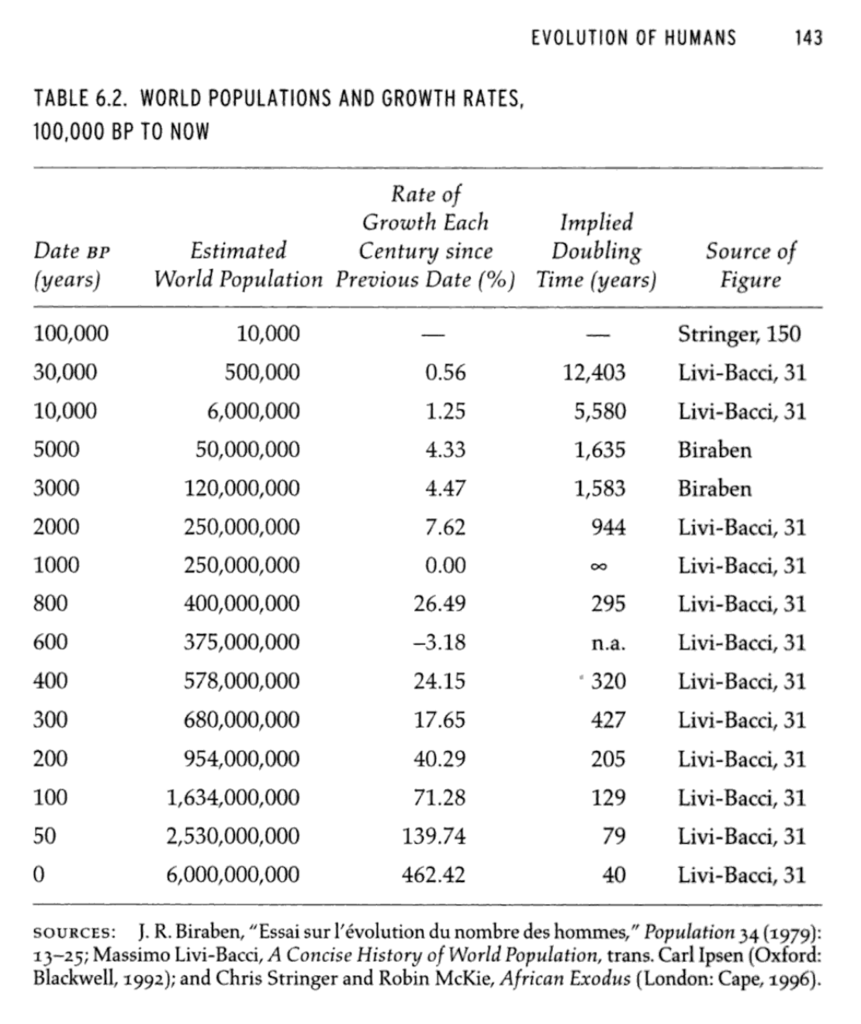 EVOLUTION OF HUMANS 143
TABLE 6.2. WORLD POPULATIONS AND GROWTH RATES,
100,000 BP TO NOW
Rate of
Growth Each Implied
Date BP Estimated Century since Doubling Source of
(years) World Population Previous Date (%) Time (years) Figure
100,000 10,000 — — Stringer, 150
30,000 500,000 0.56 12,403 Livi-Bacci, 31
10,000 6,000,000 1.25 5,580 Livi-Bacci, 31
5000 50,000,000 4.33 1,635 Biraben
3000 120,000,000 4.47 1,583 Biraben
2000 250,000,000 7.62 944 Livi-Bacci, 31
1000 250,000,000 0.00 ∞ Livi-Bacci, 31
800 400,000,000 26.49 295 Livi-Bacci, 31
600 375,000,000 –3.18 n.a. Livi-Bacci, 31
400 578,000,000 24.15 320 Livi-Bacci, 31
300 680,000,000 17.65 427 Livi-Bacci, 31
200 954,000,000 40.29 205 Livi-Bacci, 31
100 1,634,000,000 71.28 129 Livi-Bacci, 31
50 2,530,000,000 139.74 79 Livi-Bacci, 31
0 6,000,000,000 462.42 40 Livi-Bacci, 31
SOURCES: J. R. Biraben, “Essai sur l’évolution du nombre des hommes,” Population 34 (1979):
13–25; Massimo Livi-Bacci, A Concise History of World Population, trans. Carl Ipsen (Oxford:
Blackwell, 1992); and Chris Stringer and Robin McKie, African Exodus (London: Cape, 1996).